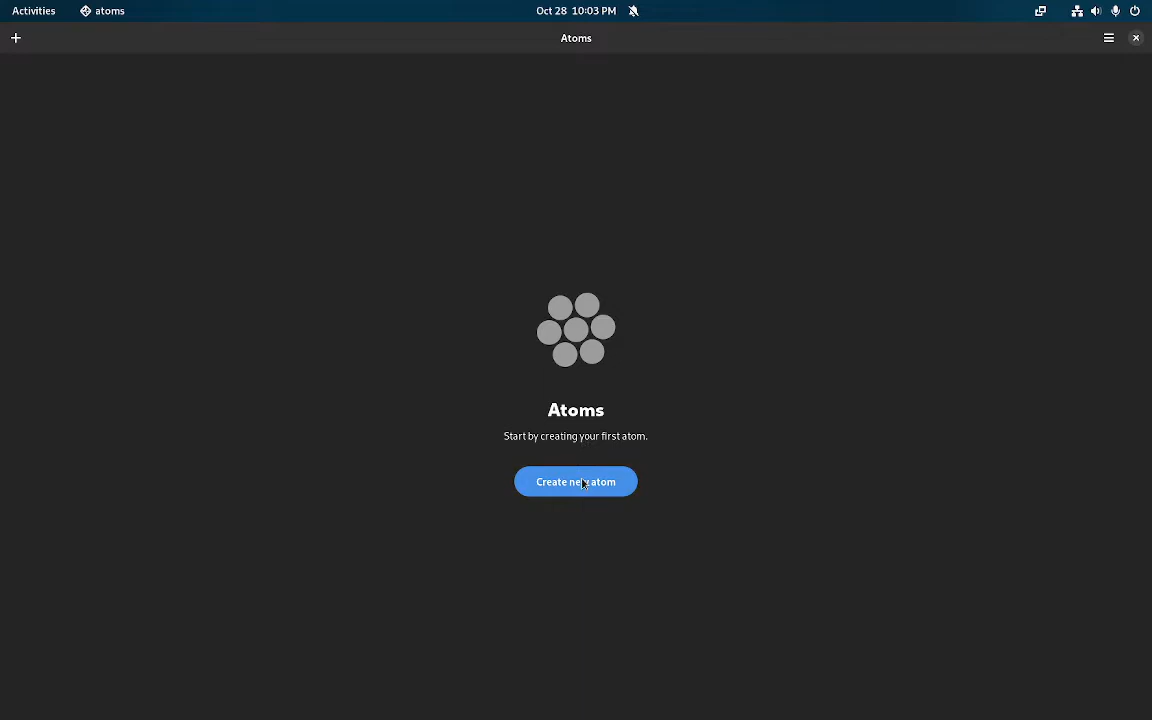 Activities atoms Oct 28 10:03 PM
Atoms
Atoms
Start by creating your first atom.
Create new atom